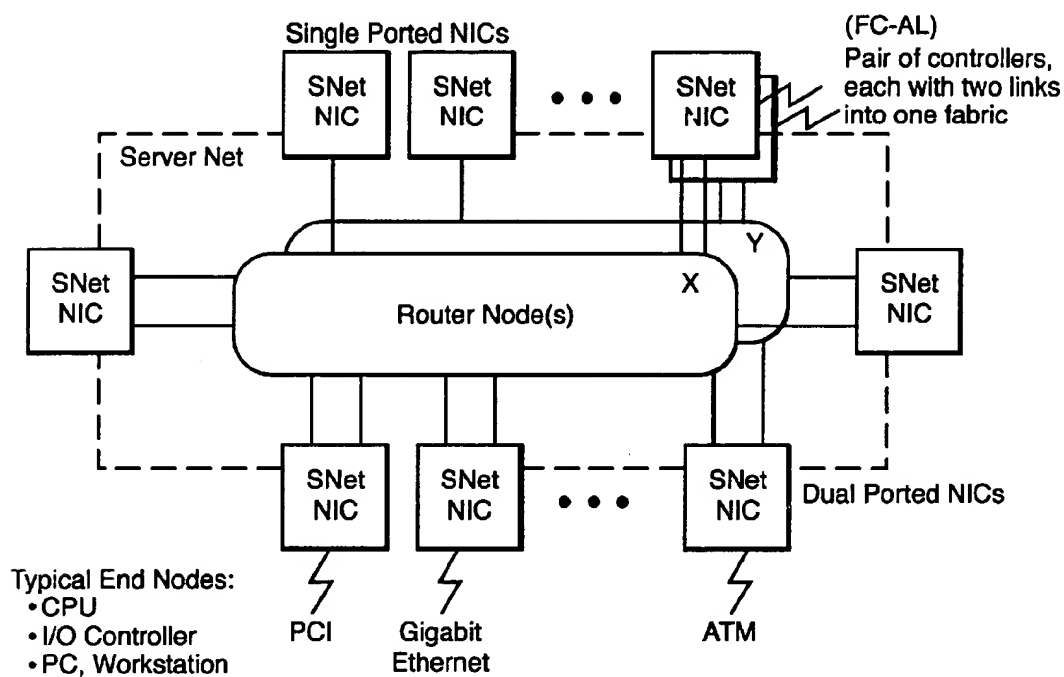 Single Ported NICs
(FC-AL)
Pair of controllers,
each with two links
into one fabric
SNet
NIC
SNet
NIC
• • •
SNet
NIC
Server Net
SNet
NIC
Y
X
Router Node(s)
SNet
NIC
SNet
NIC
SNet
NIC
• • •
SNet
NIC
Dual Ported NICs
Typical End Nodes:
• CPU
• I/O Controller
• PC, Workstation
PCI
Gigabit
Ethernet
ATM